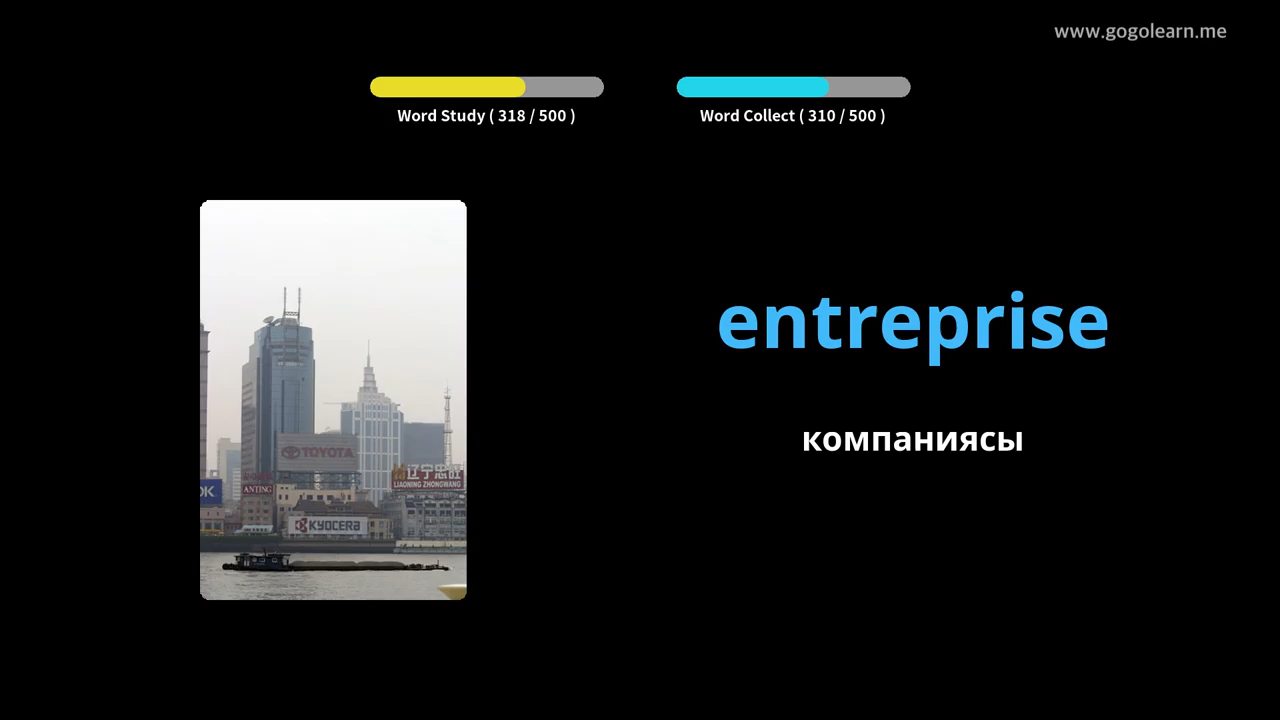 www.gogolearn.me
Word Study ( 318 / 500 )
Word Collect ( 310 / 500 )
entreprise
компаниясы
TOYOTA
辽宁忠旺
LIAONING ZHONGWANG
ANTING
KYOCERA